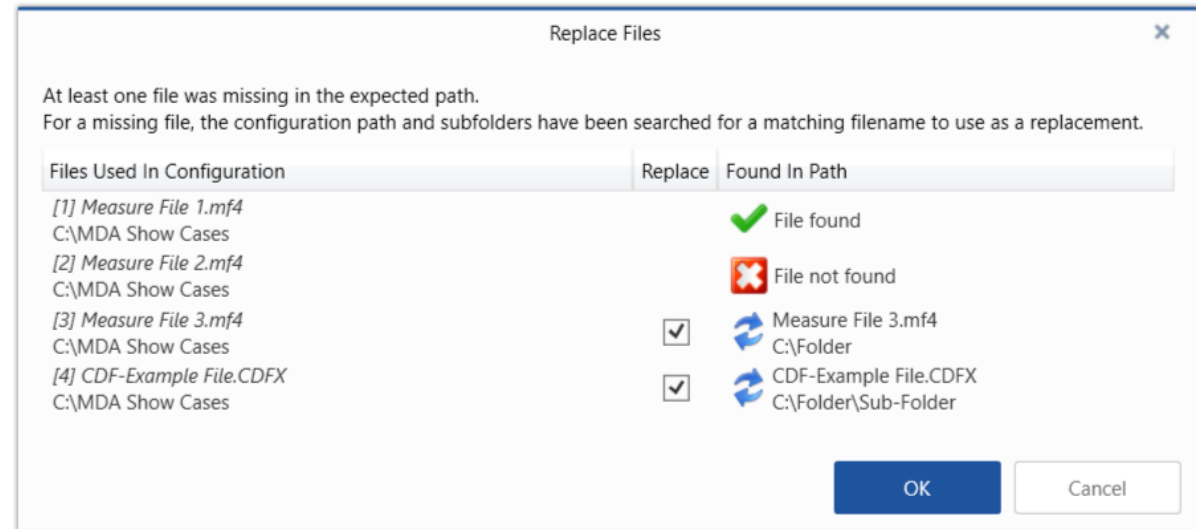 Replace Files
At least one file was missing in the expected path.
For a missing file, the configuration path and subfolders have been searched for a matching filename to use as a replacement.
Files Used In Configuration Replace Found In Path
[1] Measure File 1.mf4
C:\MDA Show Cases
File found
[2] Measure File 2.mf4
C:\MDA Show Cases
File not found
[3] Measure File 3.mf4
C:\MDA Show Cases
Measure File 3.mf4
C:\Folder
[4] CDF-Example File.CDFX
C:\MDA Show Cases
CDF-Example File.CDFX
C:\Folder\Sub-Folder
OK Cancel